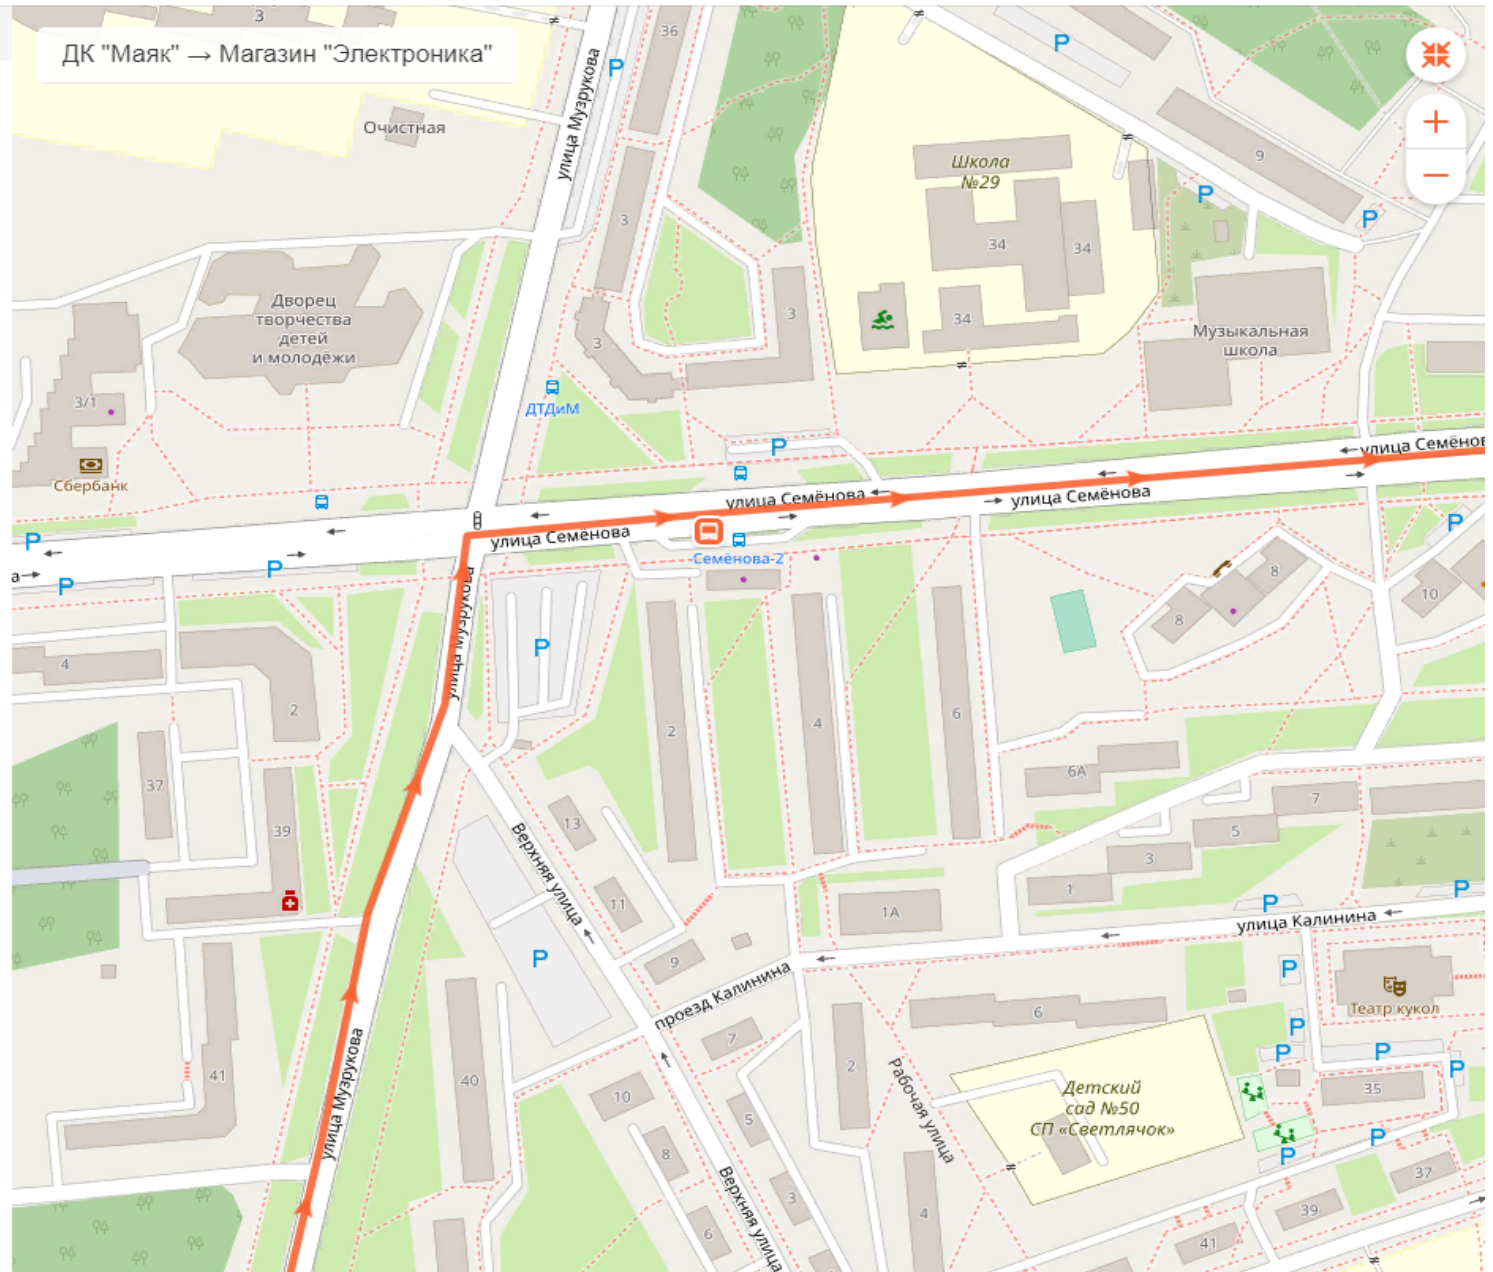 3
36
ДК "Маяк" → Магазин "Электроника"
P
P
улица Музрукова
Очистная
+
−
9
Школа
№29
P
P
3
34
34
Дворец
творчества
детей
и молодёжи
3
3
34
Музыкальная
школа
3/1
ДТДиМ
P
улица Семёнов
Сбербанк
улица Семёнова
улица Семёнова
P
улица Семёнова
P
P
P
а
Семёнова-2
8
10
8
улица Музрукова
P
4
2
2
4
6
37
6А
7
39
13
5
3
Верхняя улица
1
P
P
11
1А
улица Калинина
P
9
проезд Калинина
P
Театр кукол
6
P
7
P
P
P
41
40
2
35
Рабочая улица
Детский
сад №50
СП «Светлячок»
10
5
улица Музрукова
P
8
P
37
Верхняя улица
3
39
4
6
41